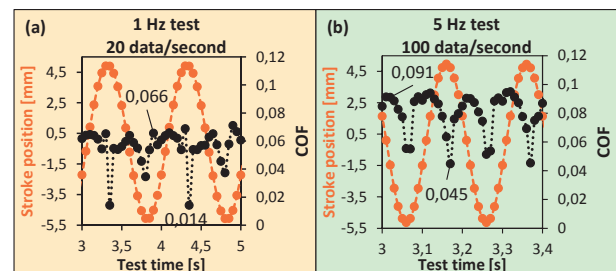 (a) 1 Hz test
20 data/second
Stroke position [mm]
4,5
2,5
0,5
-1,5
-3,5
-5,5
0,066
0,014
0,12
0,1
0,08
0,06
0,04
0,02
0
COF
3 3,5 4 4,5 5
Test time [s]
(b) 5 Hz test
100 data/second
Stroke position [mm]
4,5
2,5
0,5
-1,5
-3,5
-5,5
0,091
0,045
0,12
0,1
0,08
0,06
0,04
0,02
0
COF
3 3,1 3,2 3,3 3,4
Test time [s]